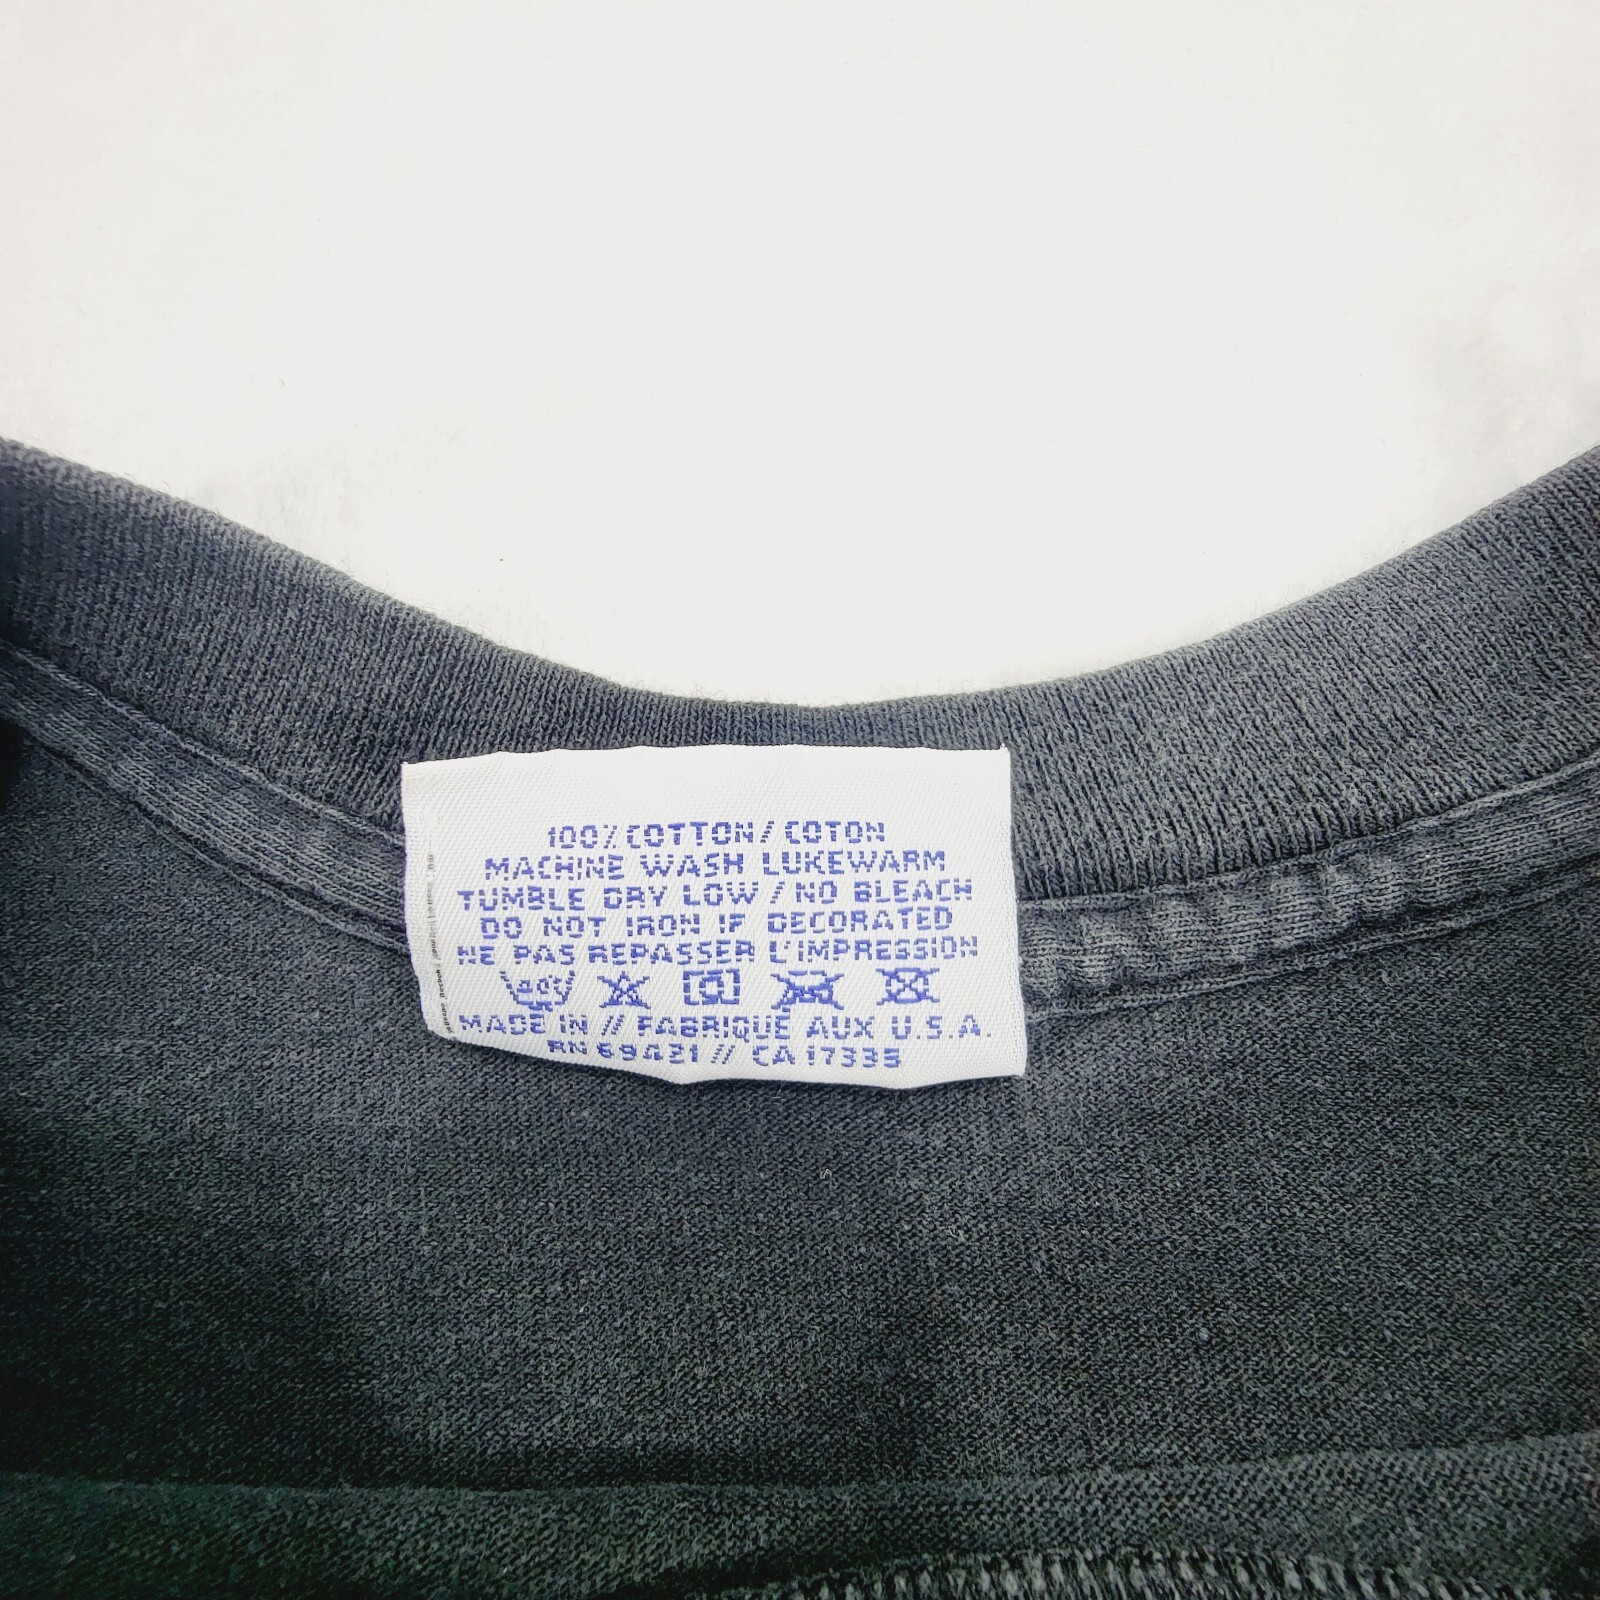 100% COTTON / COTON
MACHINE WASH LUKEWARM
TUMBLE DRY LOW / NO BLEACH
DO NOT IRON IF DECORATED
NE PAS REPASSER L'IMPRESSION
MADE IN // FABRIQUE AUX U.S.A.
RN 69421 // CA 17335